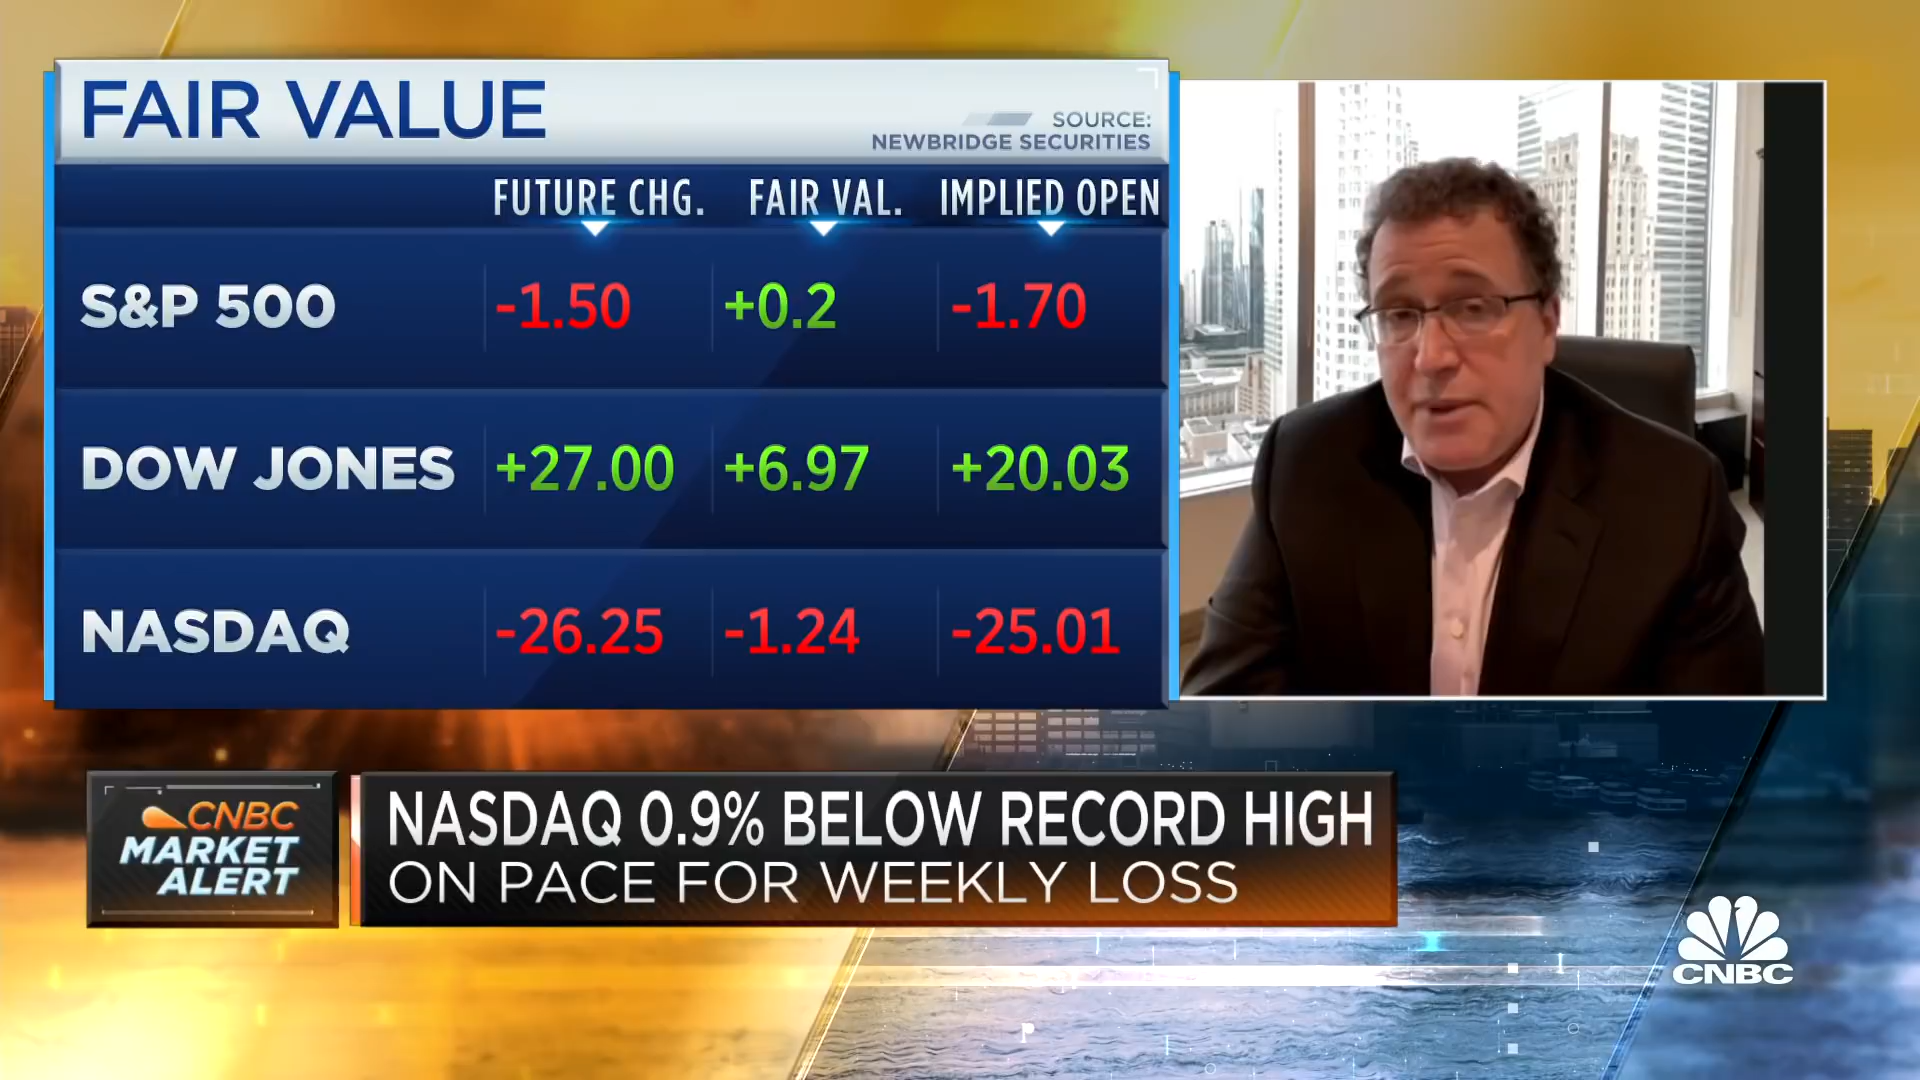 FAIR VALUE
SOURCE:
NEWBRIDGE SECURITIES
FUTURE CHG. FAIR VAL. IMPLIED OPEN
S&P 500 -1.50 +0.2 -1.70
DOW JONES +27.00 +6.97 +20.03
NASDAQ -26.25 -1.24 -25.01
CNBC
MARKET
ALERT
NASDAQ 0.9% BELOW RECORD HIGH
ON PACE FOR WEEKLY LOSS
CNBC